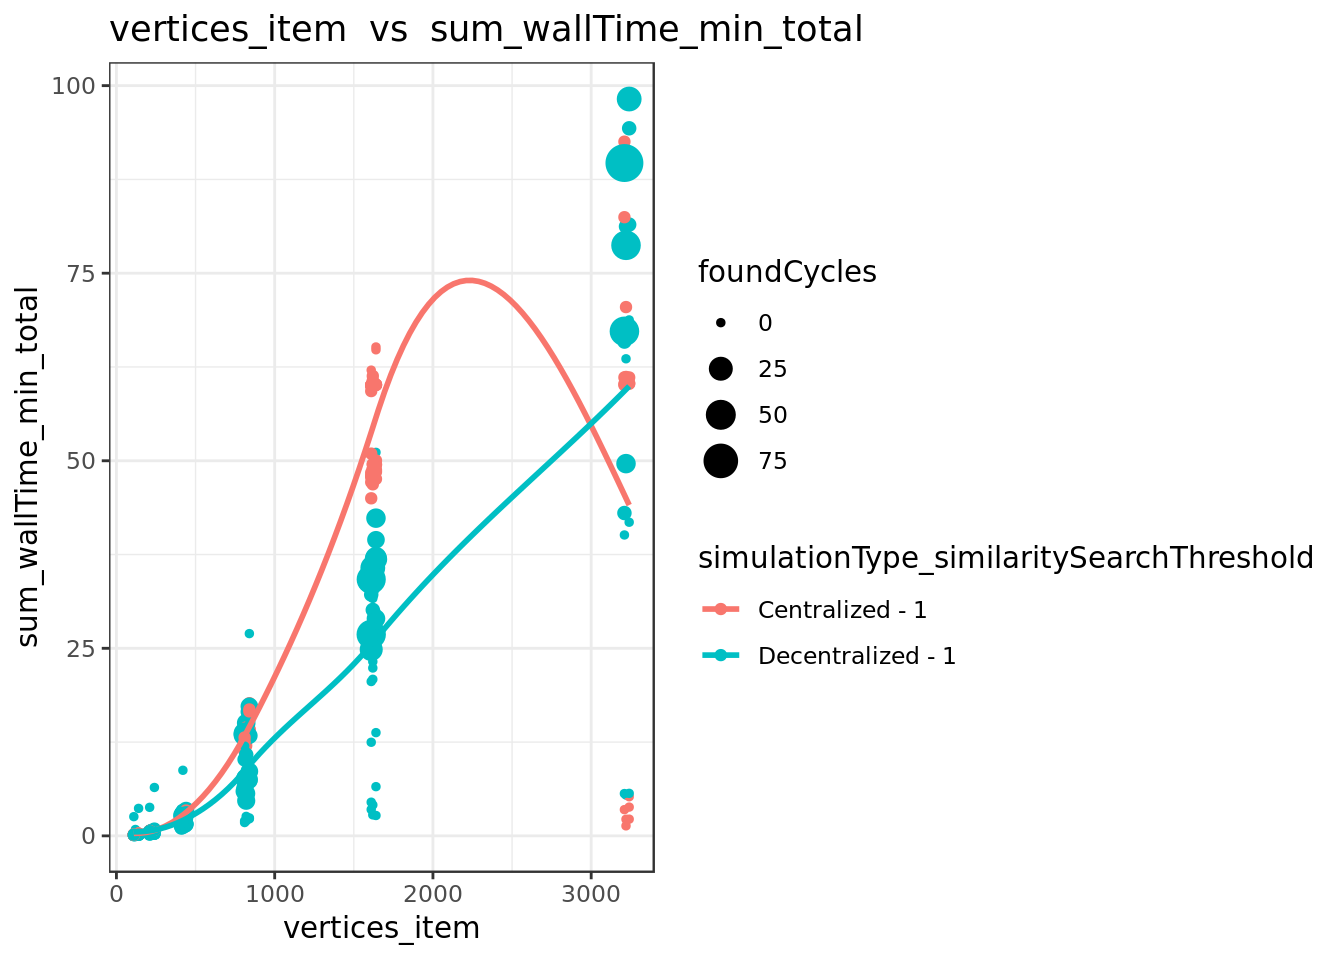 vertices_item  vs  sum_wallTime_min_total
100
75
50
25
0
sum_wallTime_min_total
0
1000
2000
3000
vertices_item
foundCycles
0
25
50
75
simulationType_similaritySearchThreshold
Centralized - 1
Decentralized - 1